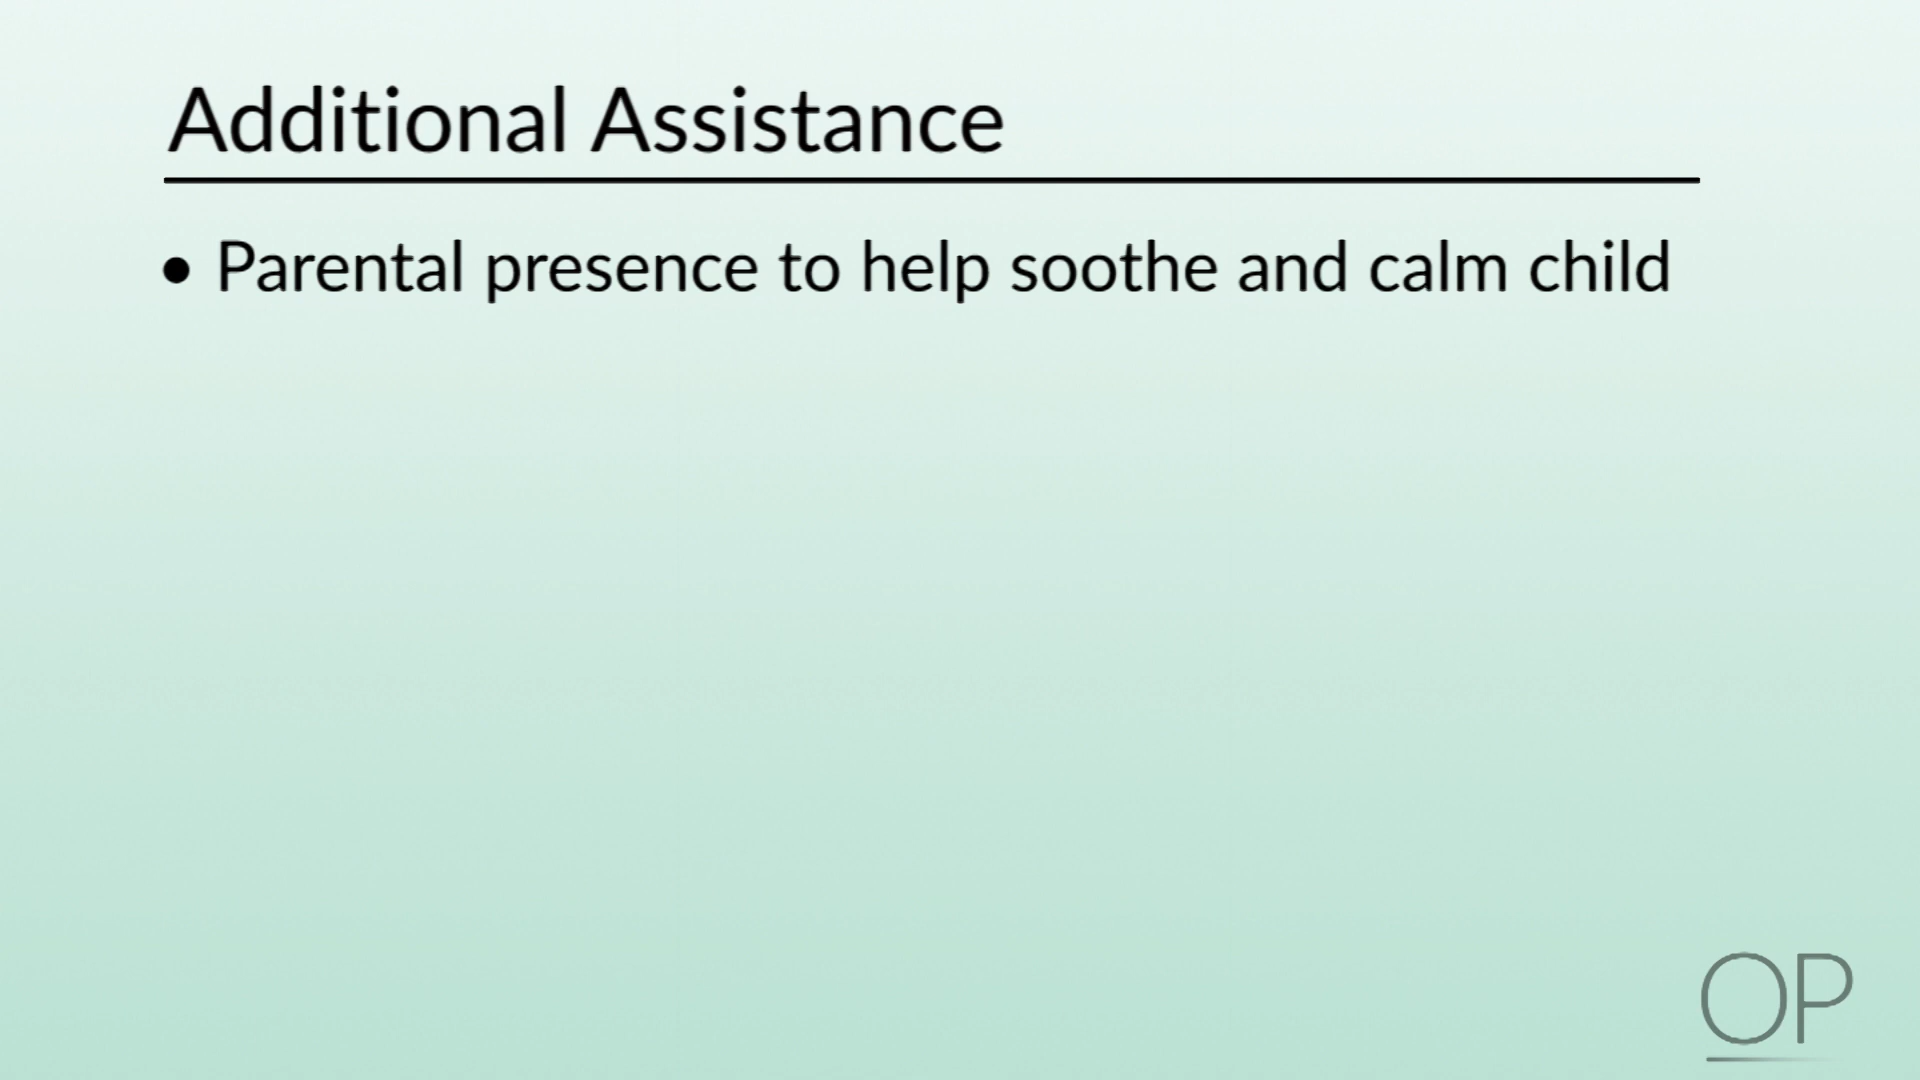 Additional Assistance
• Parental presence to help soothe and calm child
OP